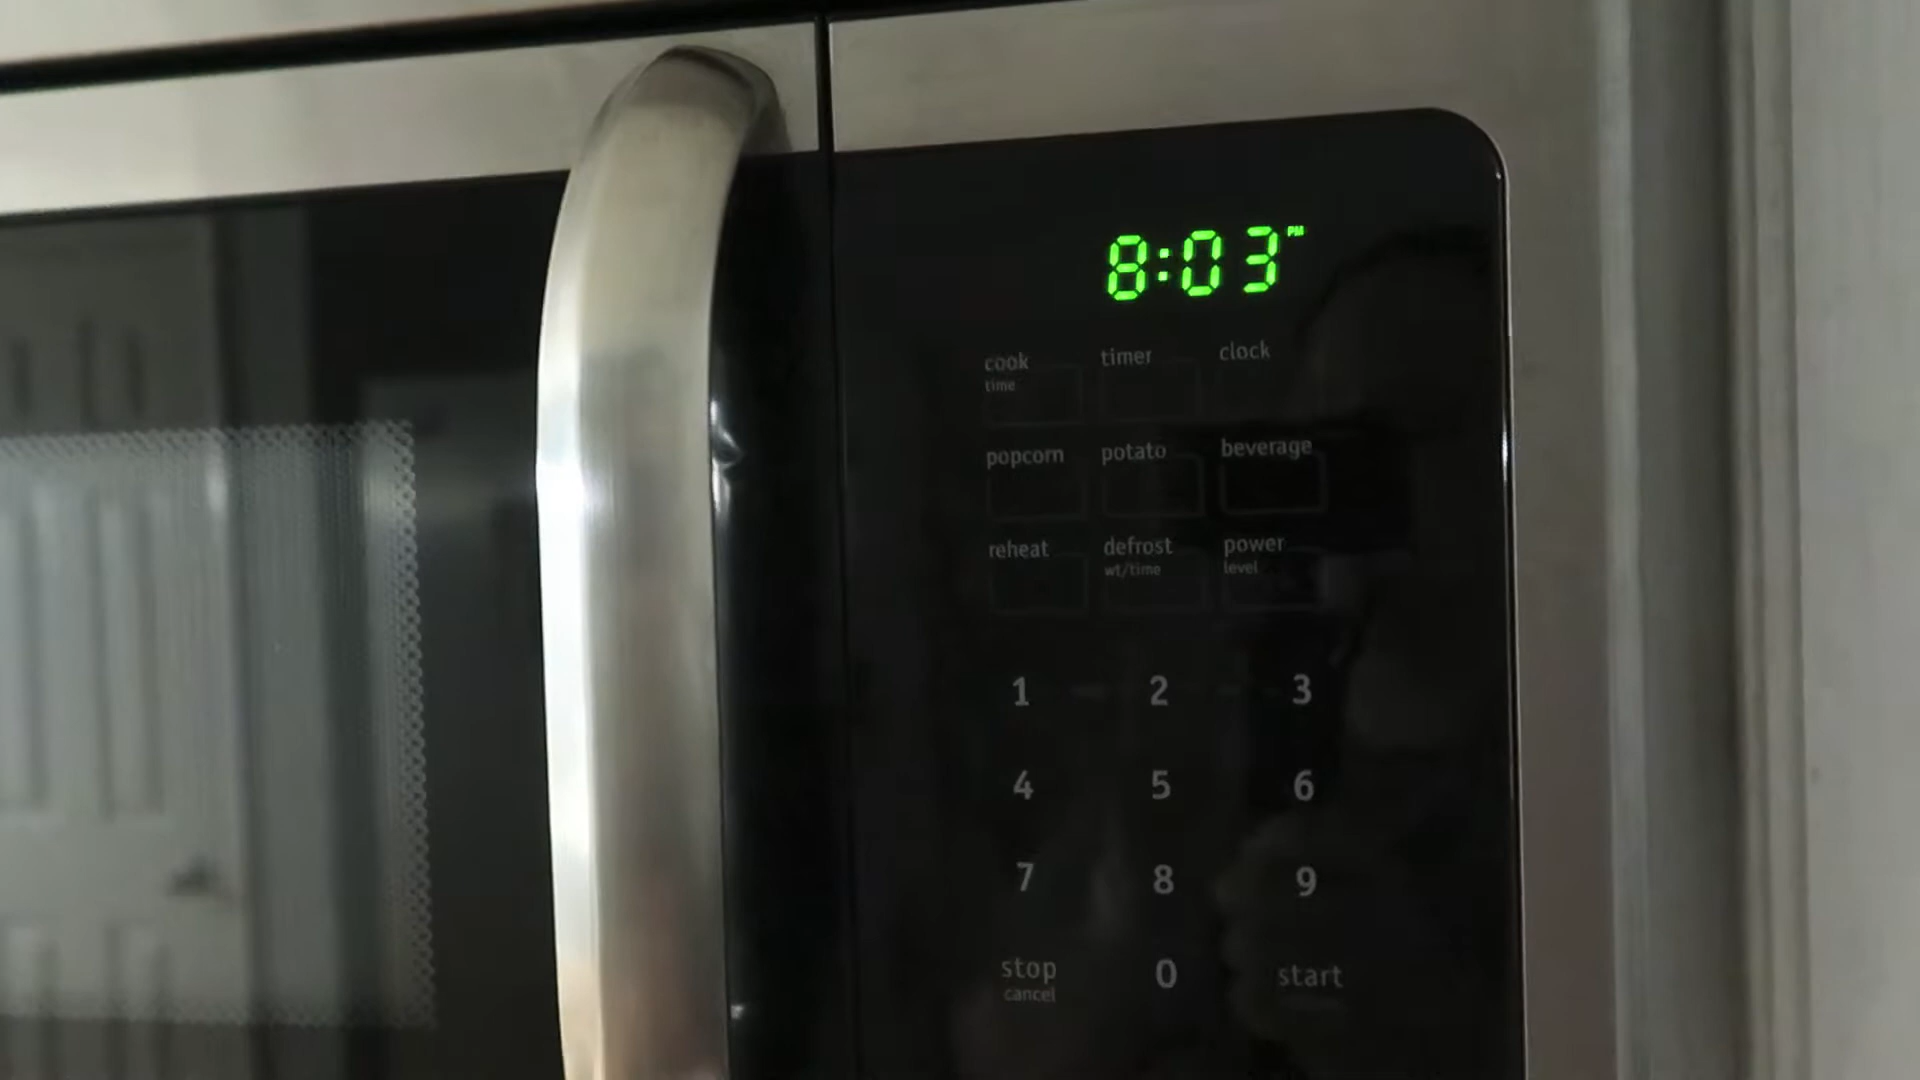 8:03 PM
cook timer clock
time
popcorn potato beverage
reheat defrost power
wt/time level
1 2 3
4 5 6
7 8 9
stop 0 start
cancel